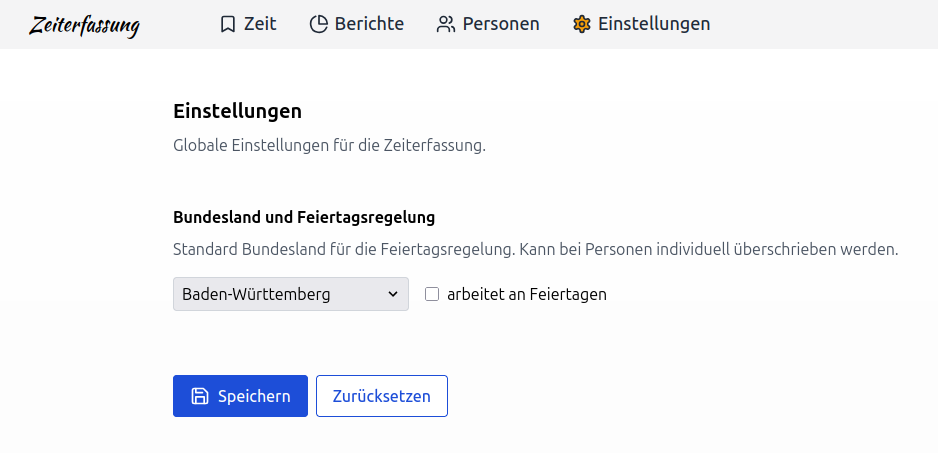 Zeiterfassung Zeit Berichte Personen Einstellungen
Einstellungen
Globale Einstellungen für die Zeiterfassung.
Bundesland und Feiertagsregelung
Standard Bundesland für die Feiertagsregelung. Kann bei Personen individuell überschrieben werden.
Baden-Württemberg arbeitet an Feiertagen
Speichern Zurücksetzen